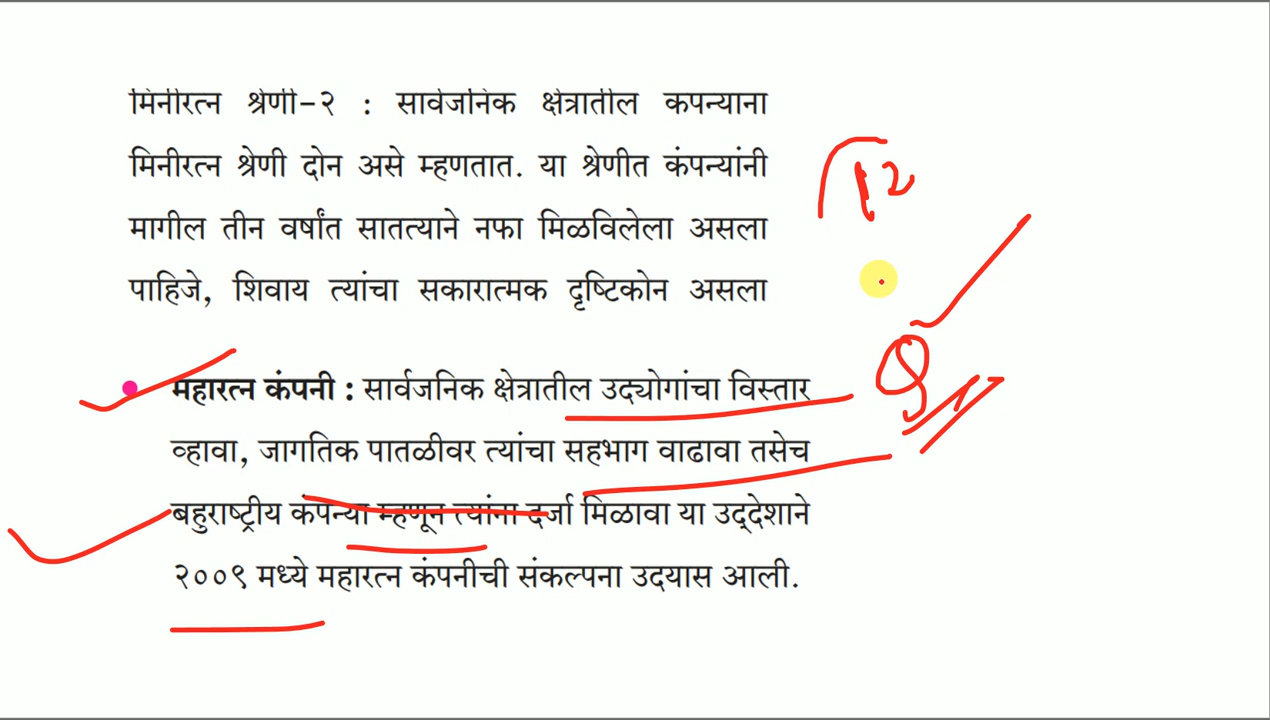 मिनीरत्न श्रेणी-२ : सार्वजनिक क्षेत्रातील कंपन्यांना
मिनीरत्न श्रेणी दोन असे म्हणतात. या श्रेणीत कंपन्यांनी
मागील तीन वर्षांत सातत्याने नफा मिळविलेला असला
पाहिजे, शिवाय त्यांचा सकारात्मक दृष्टिकोन असला
१२
महारत्न कंपनी : सार्वजनिक क्षेत्रातील उद्योगांचा विस्तार
व्हावा, जागतिक पातळीवर त्यांचा सहभाग वाढावा तसेच
बहुराष्ट्रीय कंपन्या म्हणून त्यांना दर्जा मिळावा या उद्देशाने
२००९ मध्ये महारत्न कंपनीची संकल्पना उदयास आली.